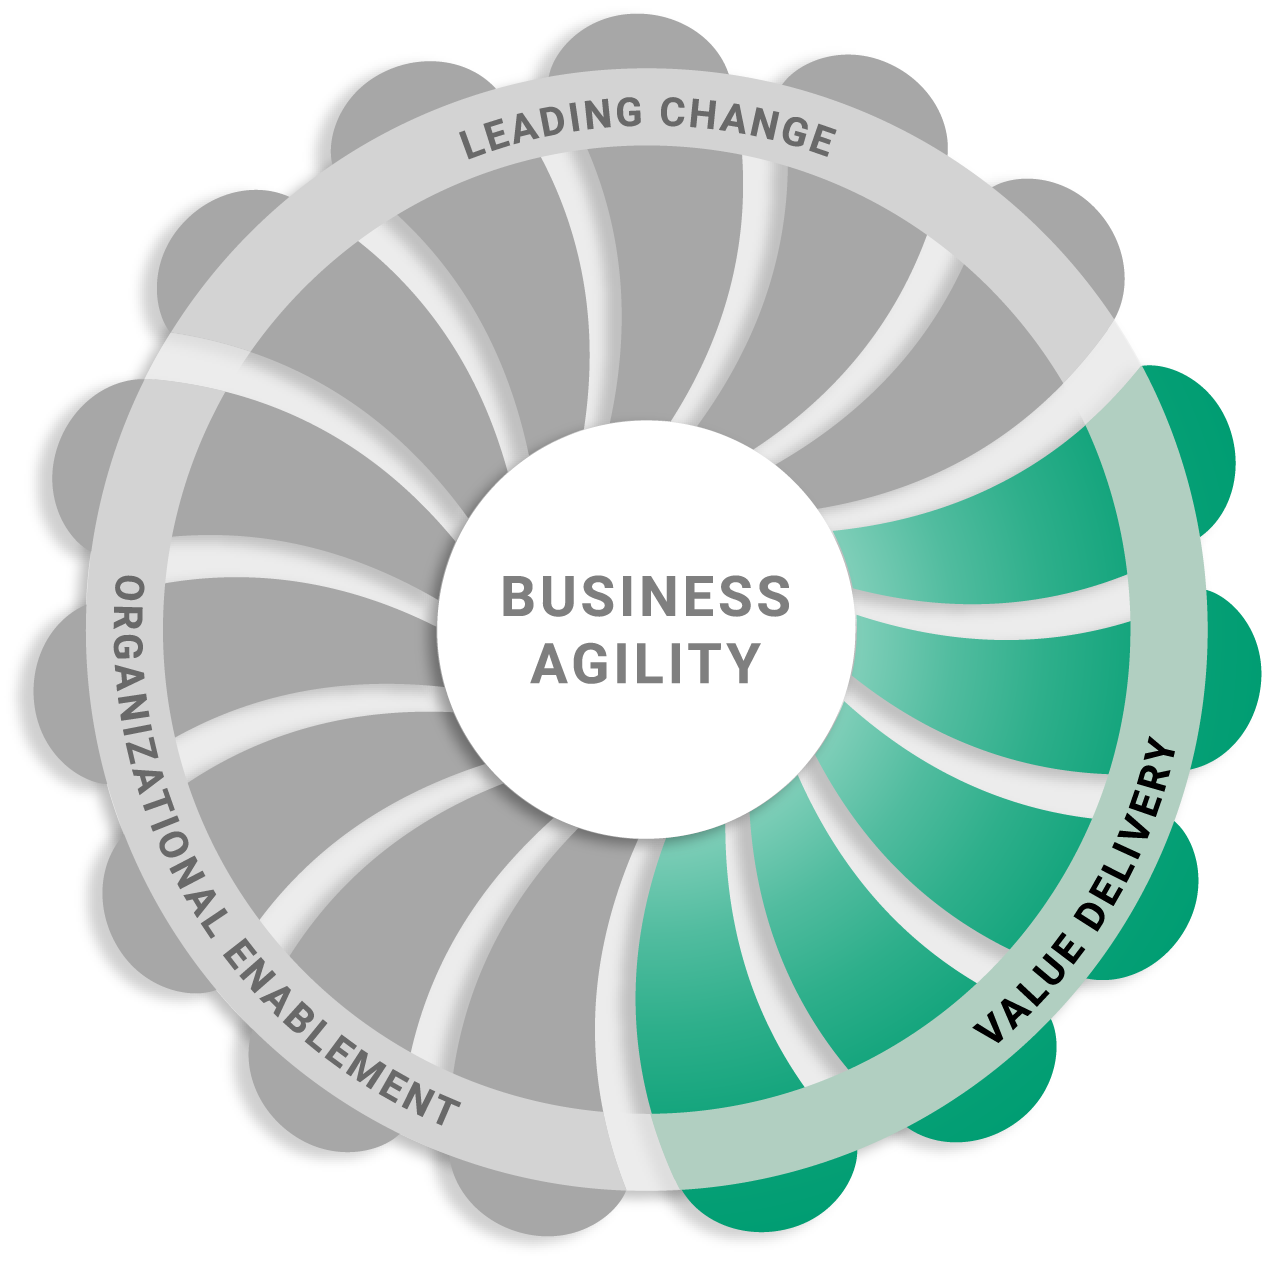 LEADING CHANGE
BUSINESS
AGILITY
ORGANIZATIONAL ENABLEMENT
VALUE DELIVERY